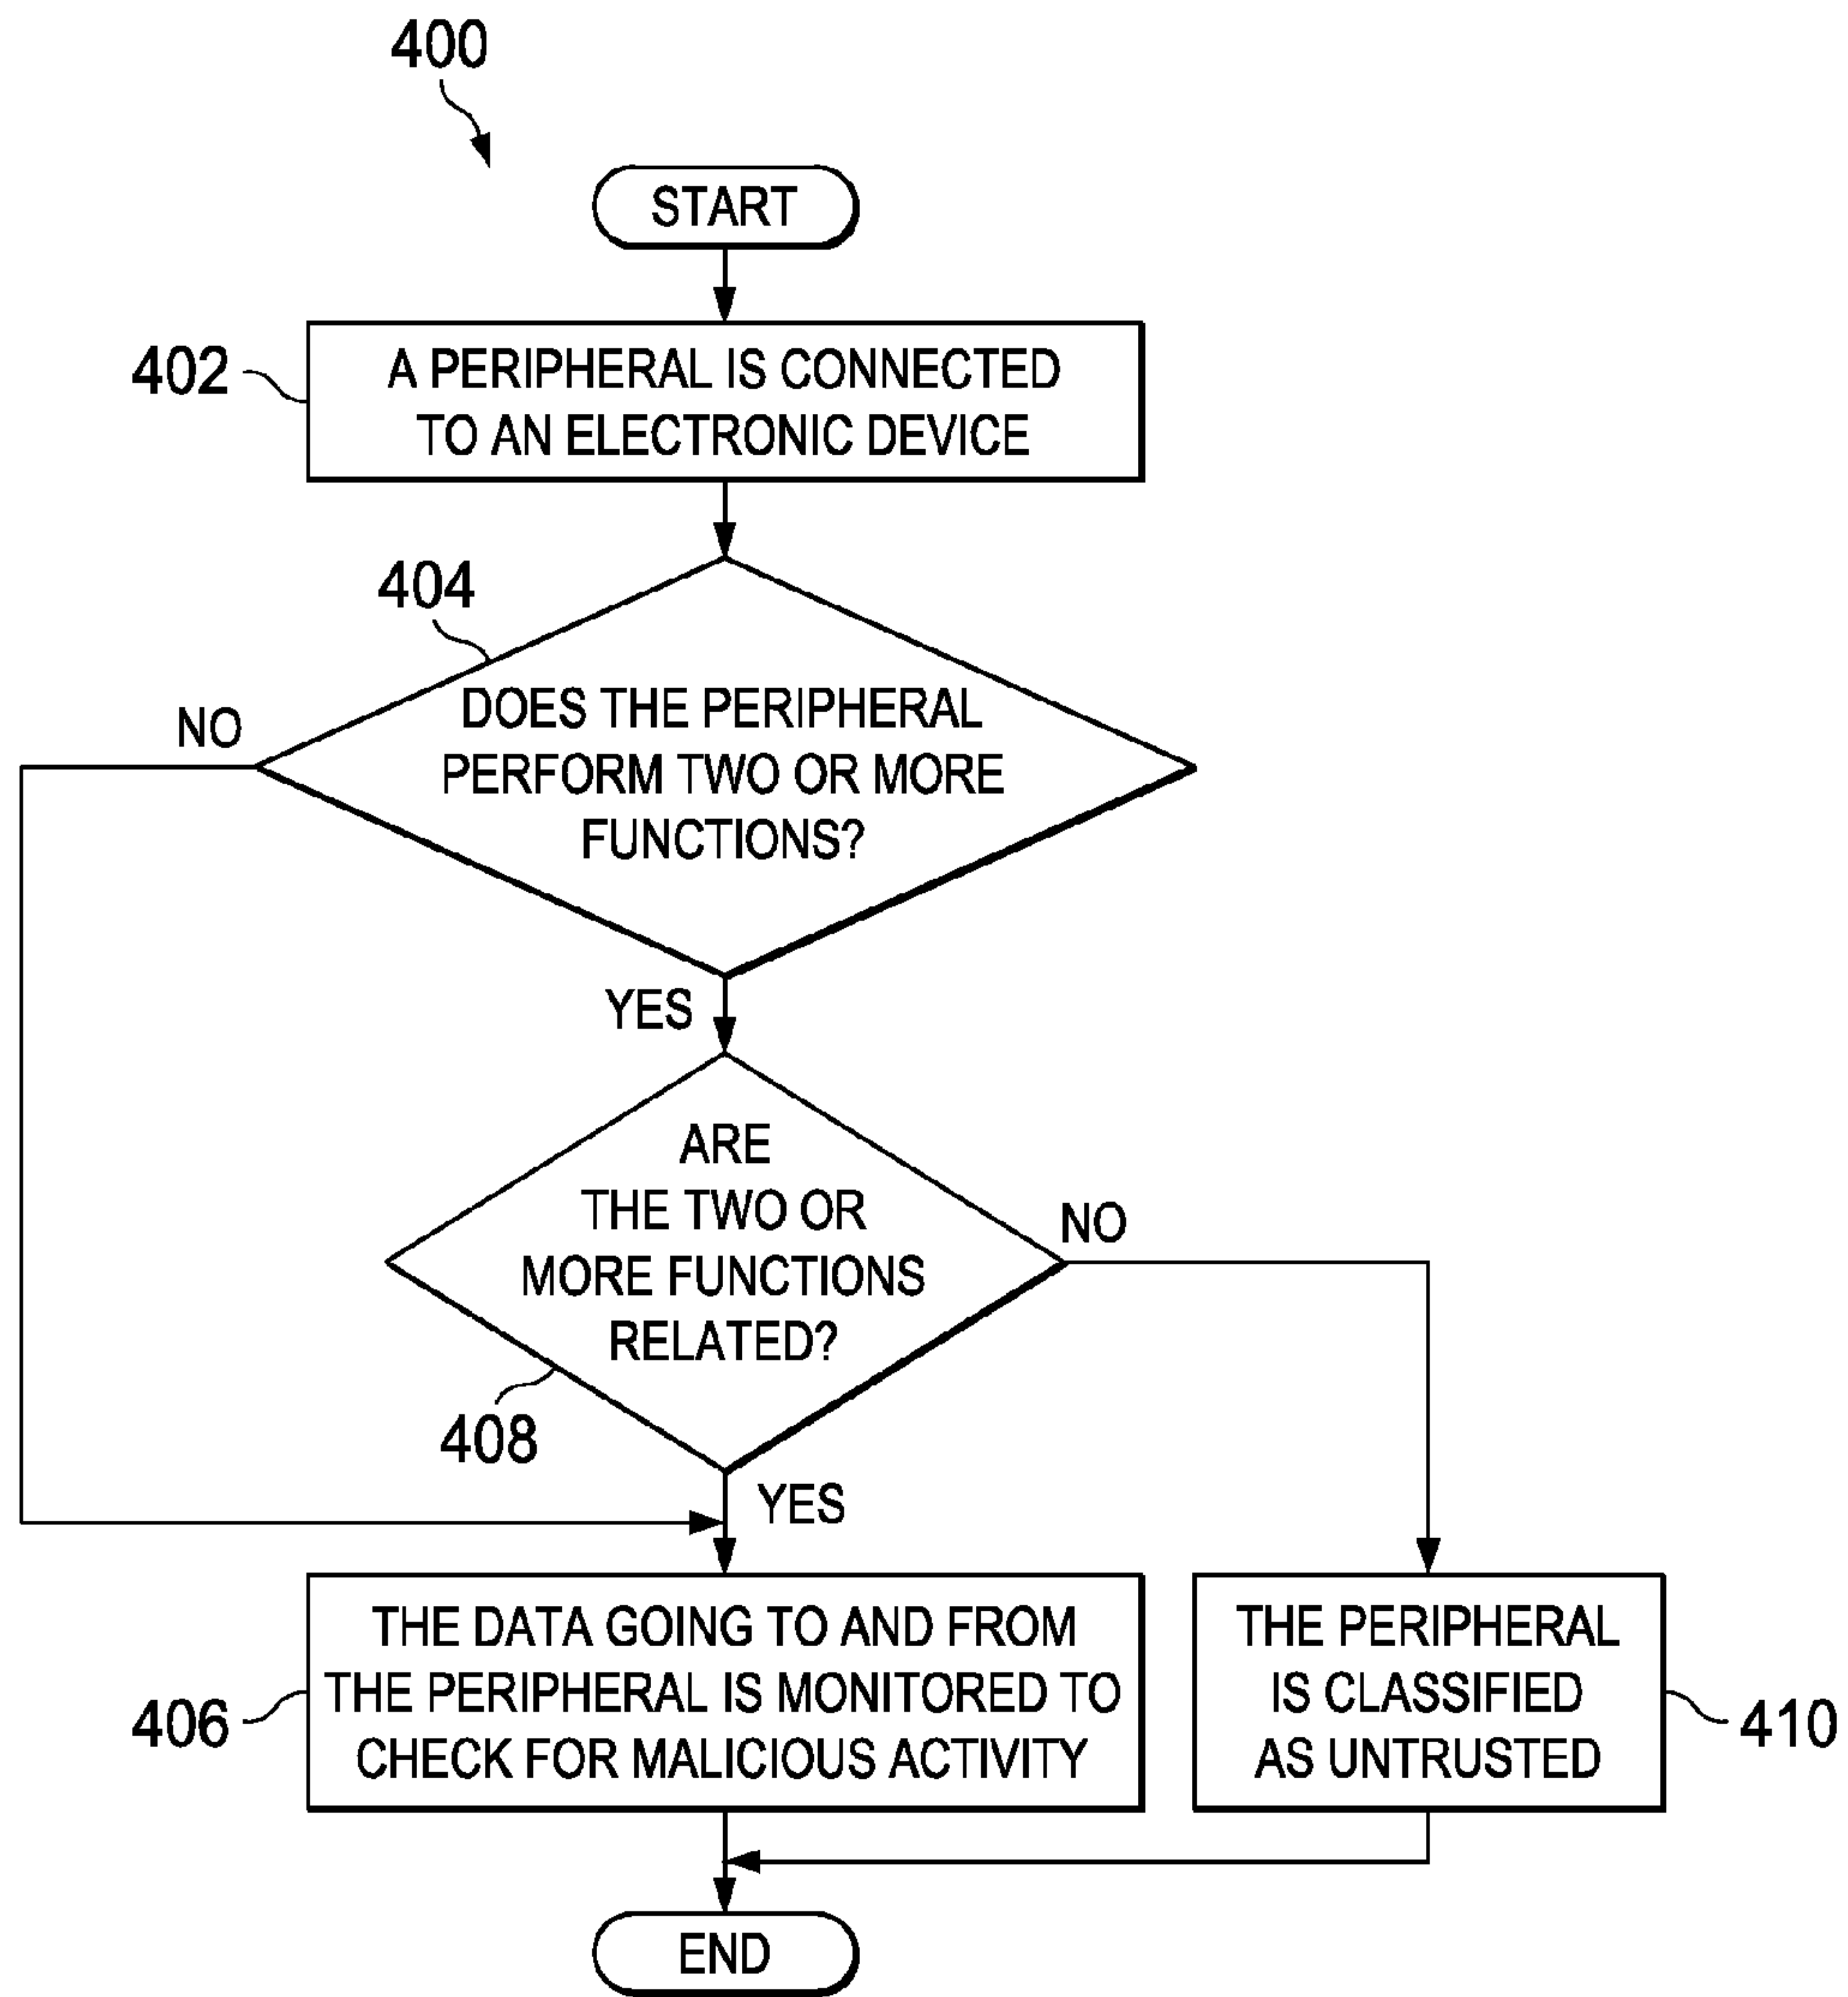 400
START
402
A PERIPHERAL IS CONNECTED
TO AN ELECTRONIC DEVICE
404
DOES THE PERIPHERAL
PERFORM TWO OR MORE
FUNCTIONS?
NO
YES
ARE
THE TWO OR
MORE FUNCTIONS
RELATED?
NO
408
YES
THE DATA GOING TO AND FROM
THE PERIPHERAL IS MONITORED TO
CHECK FOR MALICIOUS ACTIVITY
406
THE PERIPHERAL
IS CLASSIFIED
AS UNTRUSTED
410
END